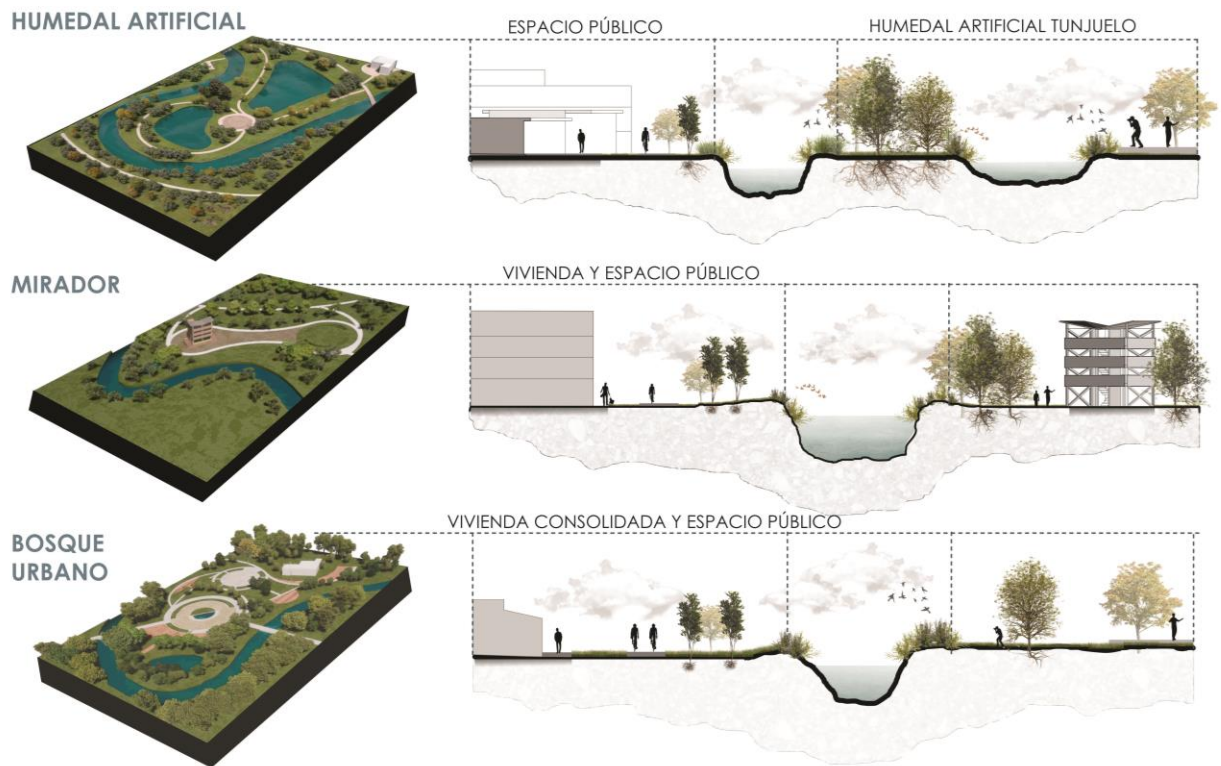 HUMEDAL ARTIFICIAL
ESPACIO PÚBLICO
HUMEDAL ARTIFICIAL TUNJUELO
MIRADOR
VIVIENDA Y ESPACIO PÚBLICO
BOSQUE
URBANO
VIVIENDA CONSOLIDADA Y ESPACIO PÚBLICO